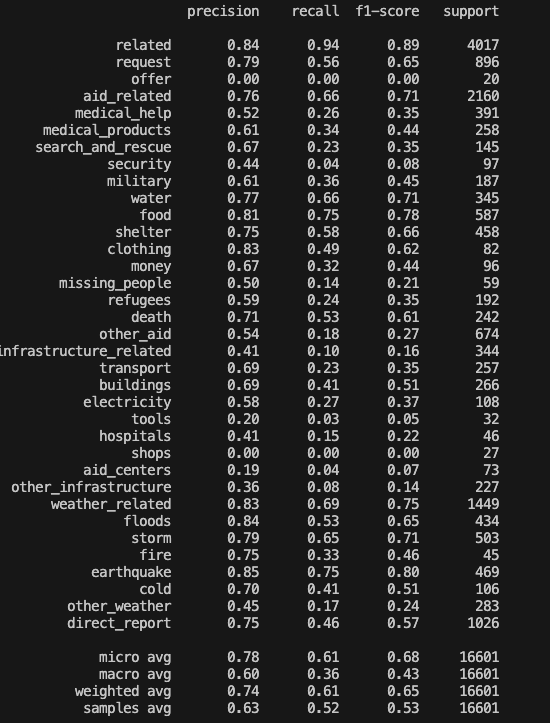 precision recall f1-score support
related 0.84 0.94 0.89 4017
request 0.79 0.56 0.65 896
offer 0.00 0.00 0.00 20
aid_related 0.76 0.66 0.71 2160
medical_help 0.52 0.26 0.35 391
medical_products 0.61 0.34 0.44 258
search_and_rescue 0.67 0.23 0.35 145
security 0.44 0.04 0.08 97
military 0.61 0.36 0.45 187
water 0.77 0.66 0.71 345
food 0.81 0.75 0.78 587
shelter 0.75 0.58 0.66 458
clothing 0.83 0.49 0.62 82
money 0.67 0.32 0.44 96
missing_people 0.50 0.14 0.21 59
refugees 0.59 0.24 0.35 192
death 0.71 0.53 0.61 242
other_aid 0.54 0.18 0.27 674
infrastructure_related 0.41 0.10 0.16 344
transport 0.69 0.23 0.35 257
buildings 0.69 0.41 0.51 266
electricity 0.58 0.27 0.37 108
tools 0.20 0.03 0.05 32
hospitals 0.41 0.15 0.22 46
shops 0.00 0.00 0.00 27
aid_centers 0.19 0.04 0.07 73
other_infrastructure 0.36 0.08 0.14 227
weather_related 0.83 0.69 0.75 1449
floods 0.84 0.53 0.65 434
storm 0.79 0.65 0.71 503
fire 0.75 0.33 0.46 45
earthquake 0.85 0.75 0.80 469
cold 0.70 0.41 0.51 106
other_weather 0.45 0.17 0.24 283
direct_report 0.75 0.46 0.57 1026
micro avg 0.78 0.61 0.68 16601
macro avg 0.60 0.36 0.43 16601
weighted avg 0.74 0.61 0.65 16601
samples avg 0.63 0.52 0.53 16601